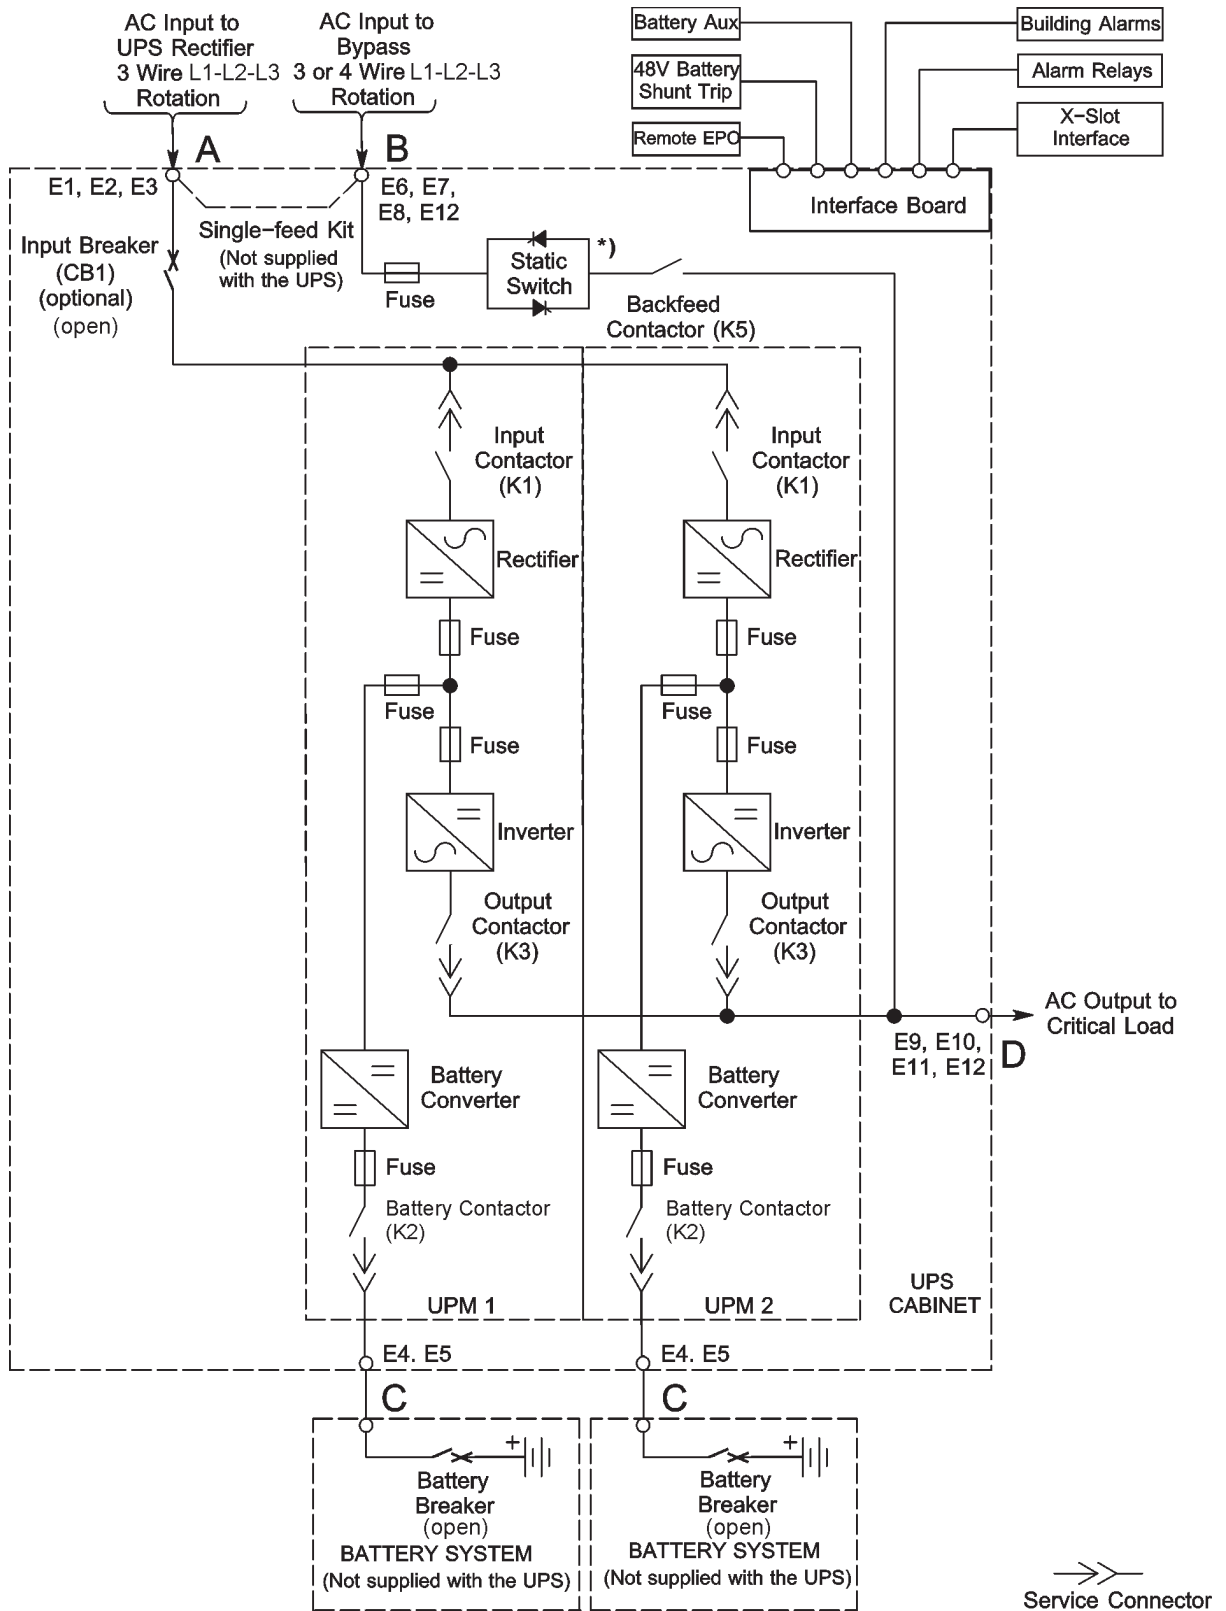 AC Input to
UPS Rectifier
3 Wire L1-L2-L3
Rotation
AC Input to
Bypass
3 or 4 Wire L1-L2-L3
Rotation
Battery Aux
48V Battery
Shunt Trip
Remote EPO
Building Alarms
Alarm Relays
X-Slot
Interface
A
B
E1, E2, E3
E6, E7,
E8, E12
Interface Board
Single-feed Kit
(Not supplied
with the UPS)
Input Breaker
(CB1)
(optional)
(open)
Fuse
Static
Switch
*)
Backfeed
Contactor (K5)
Input
Contactor
(K1)
Input
Contactor
(K1)
Rectifier
Rectifier
Fuse
Fuse
Fuse
Fuse
Fuse
Fuse
Inverter
Inverter
Output
Contactor
(K3)
Output
Contactor
(K3)
AC Output to
Critical Load
E9, E10,
E11, E12
D
Battery
Converter
Battery
Converter
Fuse
Fuse
Battery Contactor
(K2)
Battery Contactor
(K2)
UPM 1
UPM 2
UPS
CABINET
E4. E5
E4. E5
C
C
+
+
Battery
Breaker
(open)
BATTERY SYSTEM
(Not supplied with the UPS)
Battery
Breaker
(open)
BATTERY SYSTEM
(Not supplied with the UPS)
Service Connector